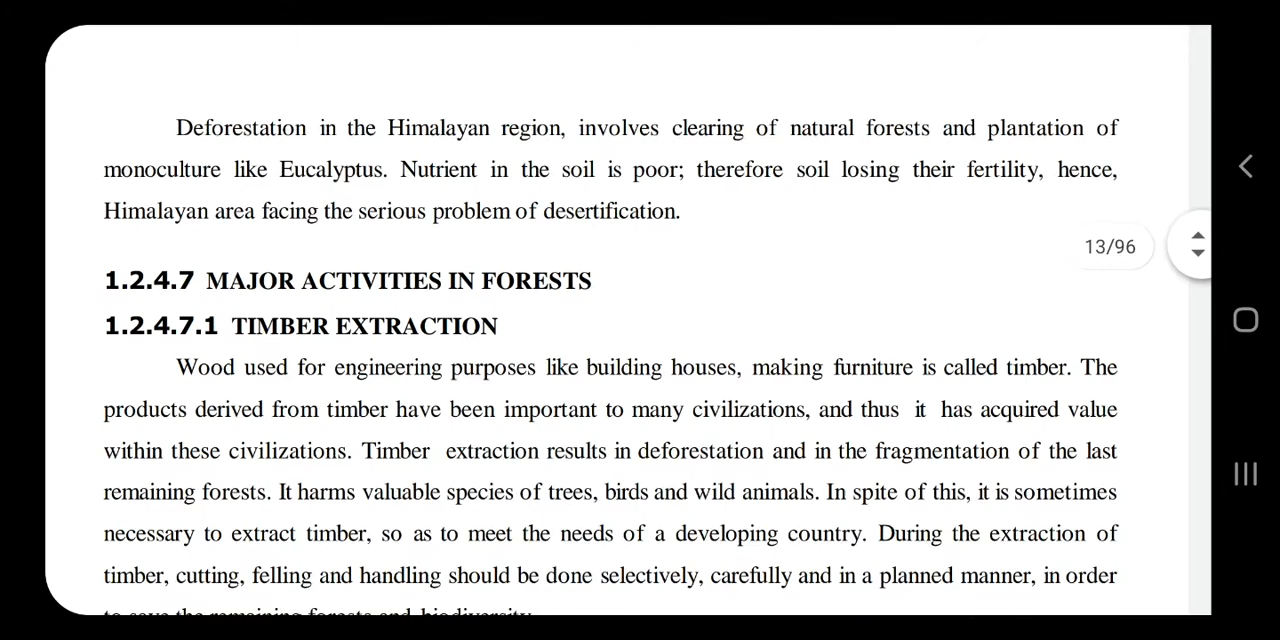 Deforestation in the Himalayan region, involves clearing of natural forests and plantation of
monoculture like Eucalyptus. Nutrient in the soil is poor; therefore soil losing their fertility, hence,
Himalayan area facing the serious problem of desertification.
13/96
1.2.4.7 MAJOR ACTIVITIES IN FORESTS
1.2.4.7.1 TIMBER EXTRACTION
Wood used for engineering purposes like building houses, making furniture is called timber. The
products derived from timber have been important to many civilizations, and thus it has acquired value
within these civilizations. Timber extraction results in deforestation and in the fragmentation of the last
remaining forests. It harms valuable species of trees, birds and wild animals. In spite of this, it is sometimes
necessary to extract timber, so as to meet the needs of a developing country. During the extraction of
timber, cutting, felling and handling should be done selectively, carefully and in a planned manner, in order
to save the remaining forests and biodiversity.